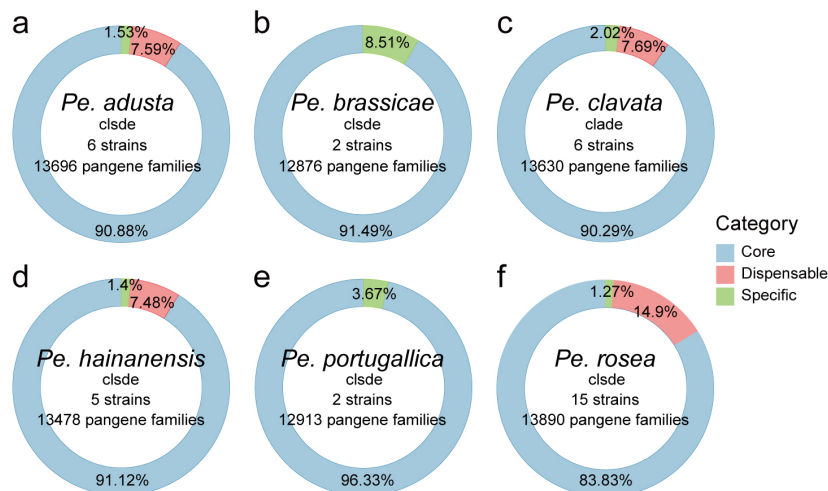 a
1.53%
7.59%
Pe. adusta
clsde
6 strains
13696 pangene families
90.88%
b
8.51%
Pe. brassicae
clsde
2 strains
12876 pangene families
91.49%
c
2.02%
7.69%
Pe. clavata
clade
6 strains
13630 pangene families
90.29%
Category
Core
Dispensable
Specific
d
1.4%
7.48%
Pe. hainanensis
clsde
5 strains
13478 pangene families
91.12%
e
3.67%
Pe. portugallica
clsde
2 strains
12913 pangene families
96.33%
f
1.27%
14.9%
Pe. rosea
clsde
15 strains
13890 pangene families
83.83%